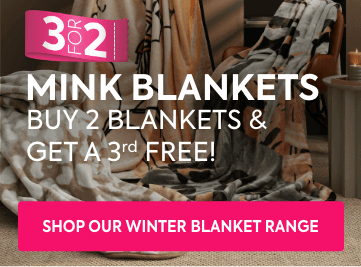 3 FOR 2
MINK BLANKETS
BUY 2 BLANKETS &
GET A 3rd FREE!
SHOP OUR WINTER BLANKET RANGE